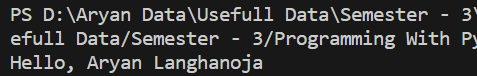 PS D:\Aryan Data\Usefull Data\Semester - 3\
efull Data/Semester - 3/Programming With Py
Hello, Aryan Langhanoja